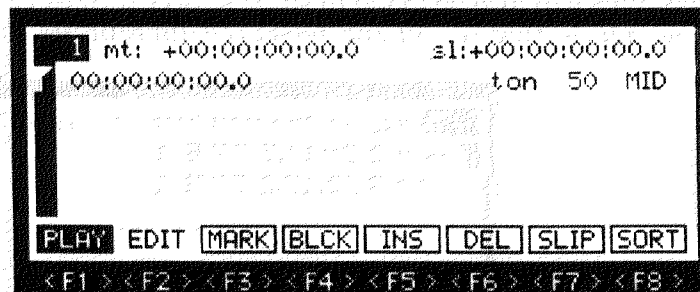 1 mt: +00:00:00:00.0 sl:+00:00:00:00.0
00:00:00:00.0 ton 50 MID
PLAY EDIT MARK BLCK INS DEL SLIP SORT
<F1> <F2> <F3> <F4> <F5> <F6> <F7> <F8>